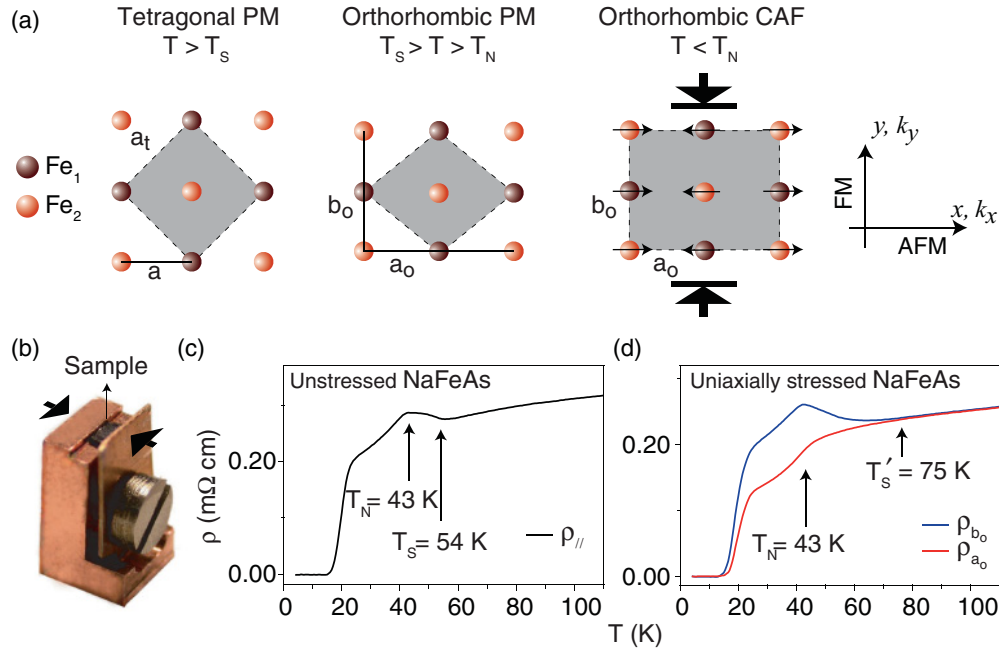 (a)
Tetragonal PM
T > T_S
Orthorhombic PM
T_S > T > T_N
Orthorhombic CAF
T < T_N
Fe₁
Fe₂
a_t
a
b_o
a_o
b_o
a_o
y, k_y
FM
x, k_x
AFM
(b)
Sample
(c)
Unstressed NaFeAs
ρ (mΩ cm)
0.20
0.00
T_N = 43 K
T_S = 54 K
ρ_//
0 20 40 60 80 100
(d)
Uniaxially stressed NaFeAs
0.20
0.00
T_S′ = 75 K
T_N = 43 K
ρ_b_o
ρ_a_o
0 20 40 60 80 100
T (K)